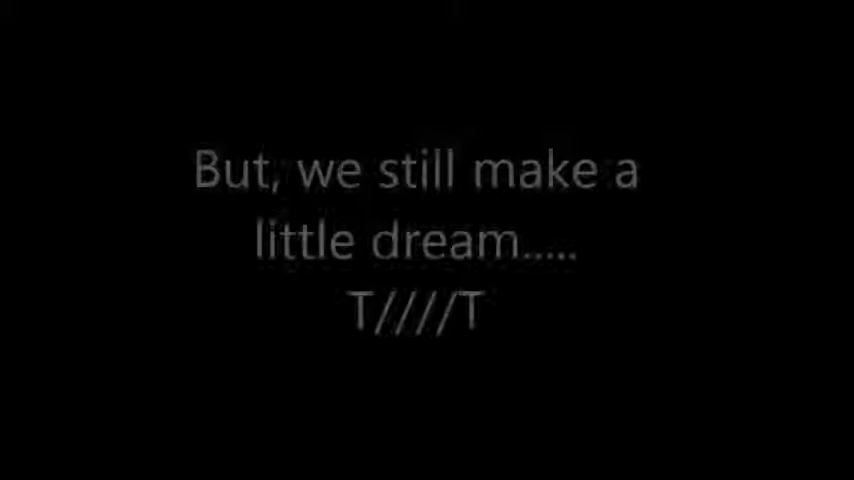 But, we still make a
little dream.....
T////T